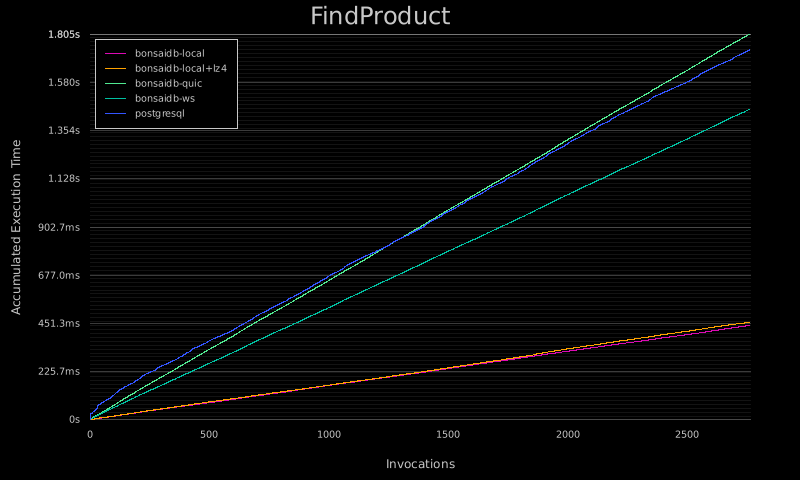 FindProduct
1.805s
1.580s
1.354s
1.128s
902.7ms
677.0ms
451.3ms
225.7ms
0s
Accumulated Execution Time
bonsaidb-local
bonsaidb-local+lz4
bonsaidb-quic
bonsaidb-ws
postgresql
0
500
1000
1500
2000
2500
Invocations